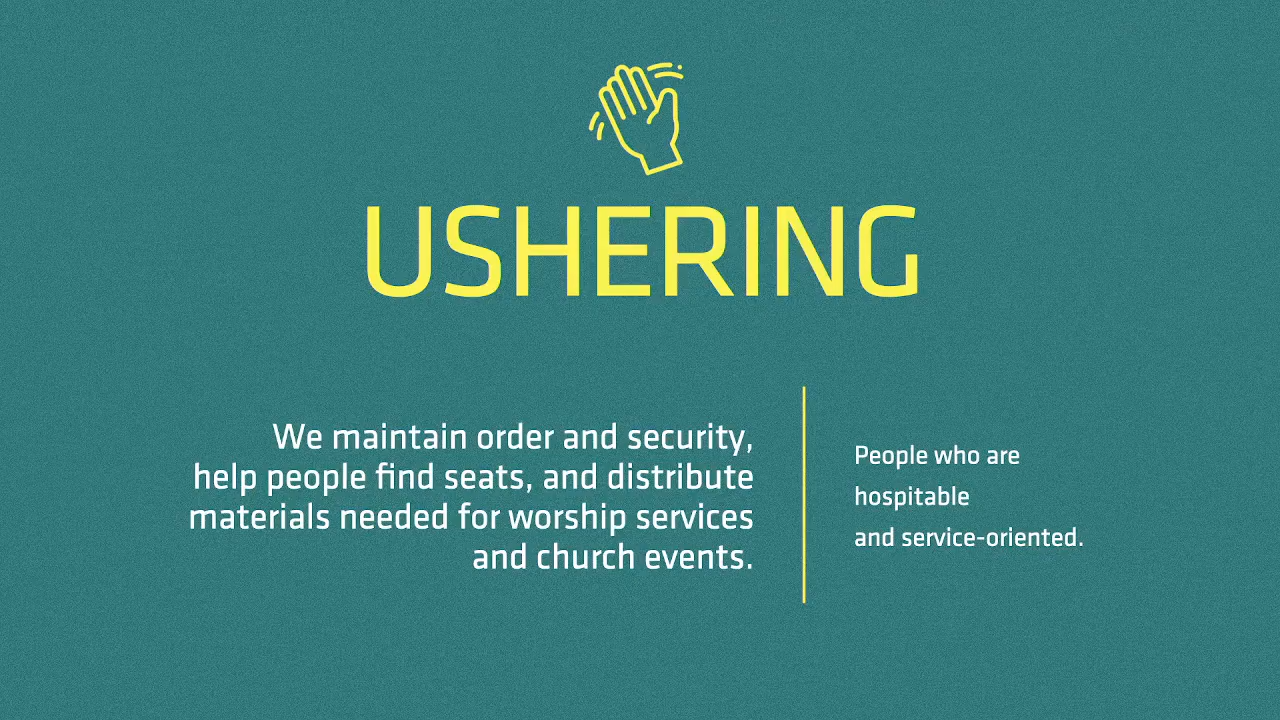 USHERING
We maintain order and security,
help people find seats, and distribute
materials needed for worship services
and church events.
People who are
hospitable
and service-oriented.